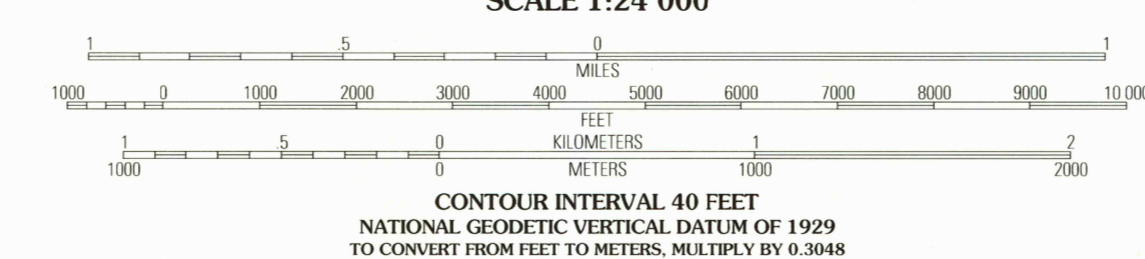 SCALE 1:24 000
1 .5 0 1
MILES
1000 0 1000 2000 3000 4000 5000 6000 7000 8000 9000 10 000
FEET
1 .5 0 KILOMETERS 1 2
1000 0 METERS 1000 2000
CONTOUR INTERVAL 40 FEET
NATIONAL GEODETIC VERTICAL DATUM OF 1929
TO CONVERT FROM FEET TO METERS, MULTIPLY BY 0.3048